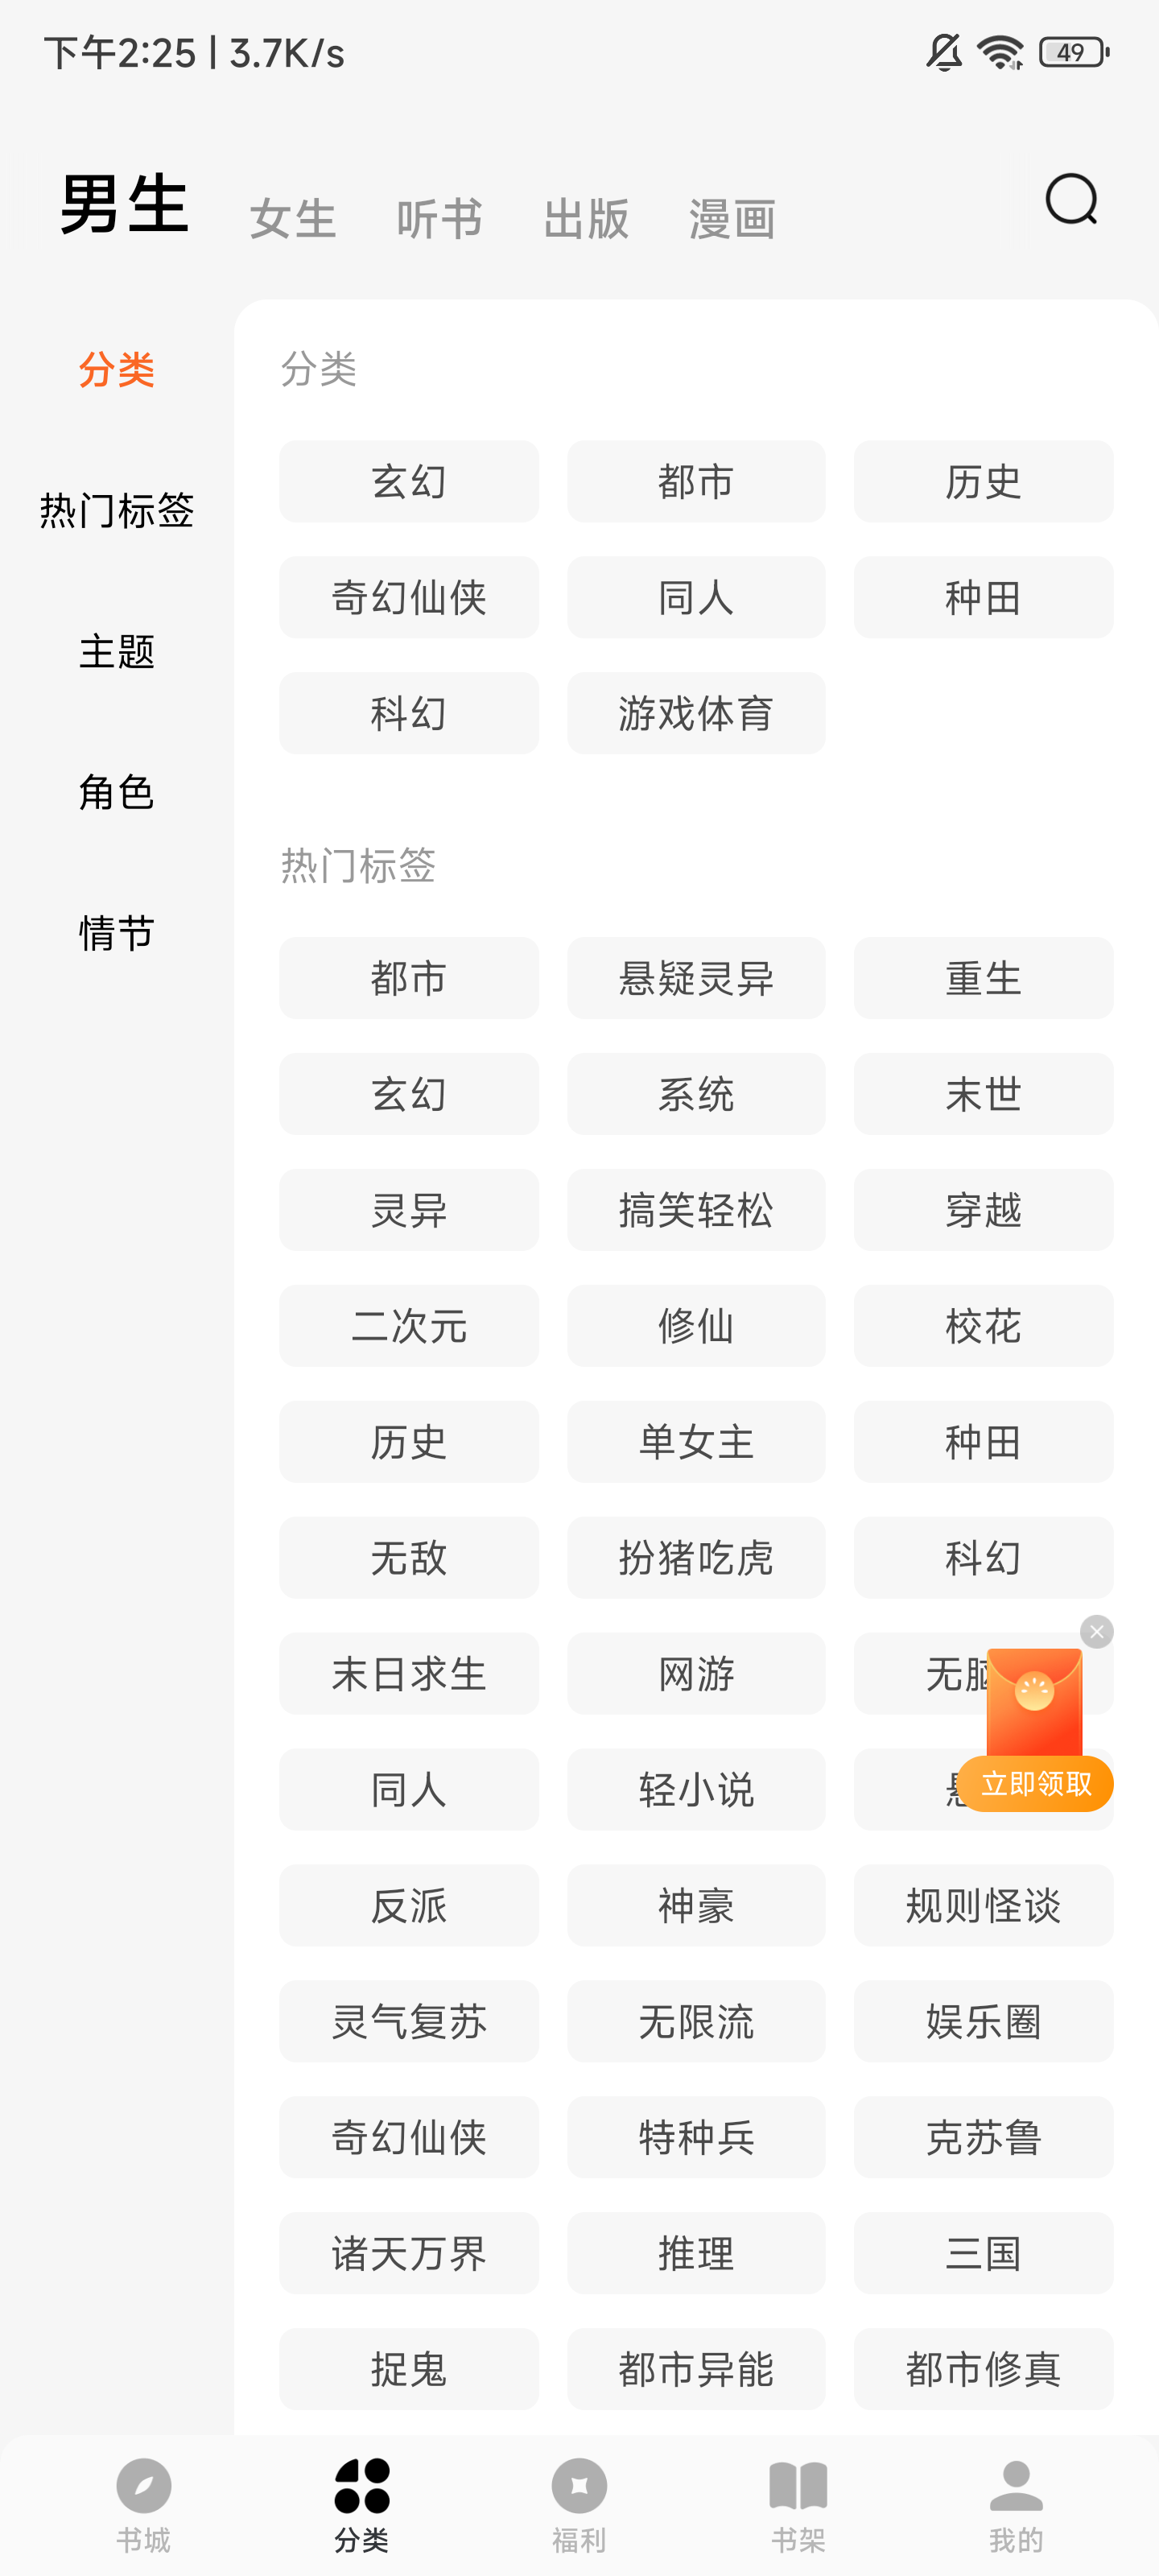 下午2:25 | 3.7K/s 49
男生 女生 听书 出版 漫画
分类
热门标签
主题
角色
情节
分类
玄幻 都市 历史
奇幻仙侠 同人 种田
科幻 游戏体育
热门标签
都市 悬疑灵异 重生
玄幻 系统 末世
灵异 搞笑轻松 穿越
二次元 修仙 校花
历史 单女主 种田
无敌 扮猪吃虎 科幻
末日求生 网游 无脑
同人 轻小说
立即领取
反派 神豪 规则怪谈
灵气复苏 无限流 娱乐圈
奇幻仙侠 特种兵 克苏鲁
诸天万界 推理 三国
捉鬼 都市异能 都市修真
书城 分类 福利 书架 我的